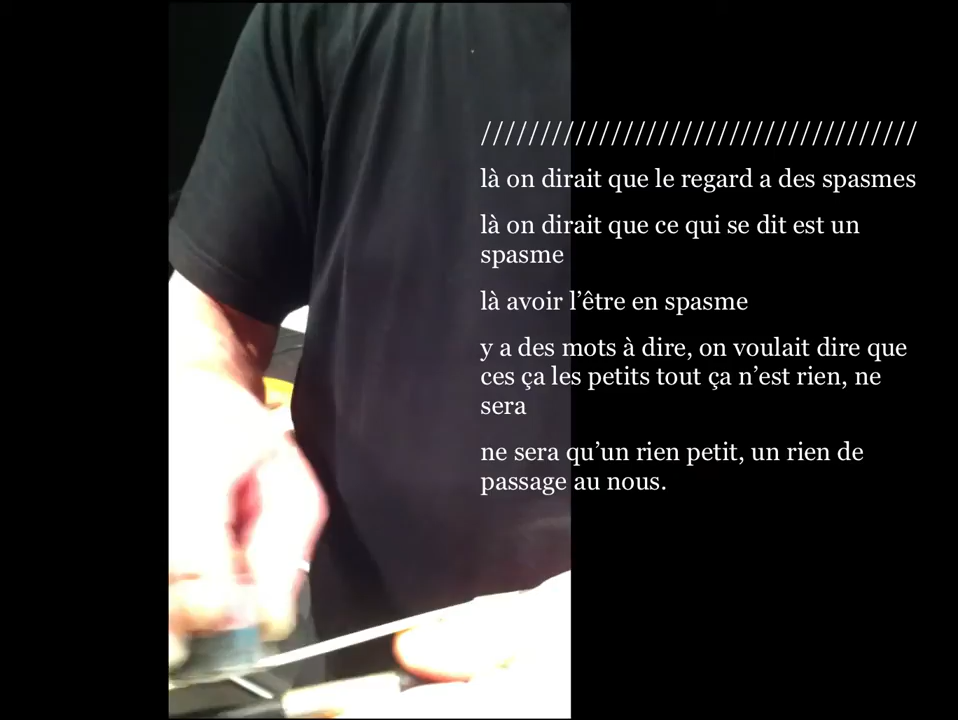 /////////////////////////////////////
là on dirait que le regard a des spasmes
là on dirait que ce qui se dit est un
spasme
là avoir l’être en spasme
y a des mots à dire, on voulait dire que
ces ça les petits tout ça n’est rien, ne
sera
ne sera qu’un rien petit, un rien de
passage au nous.